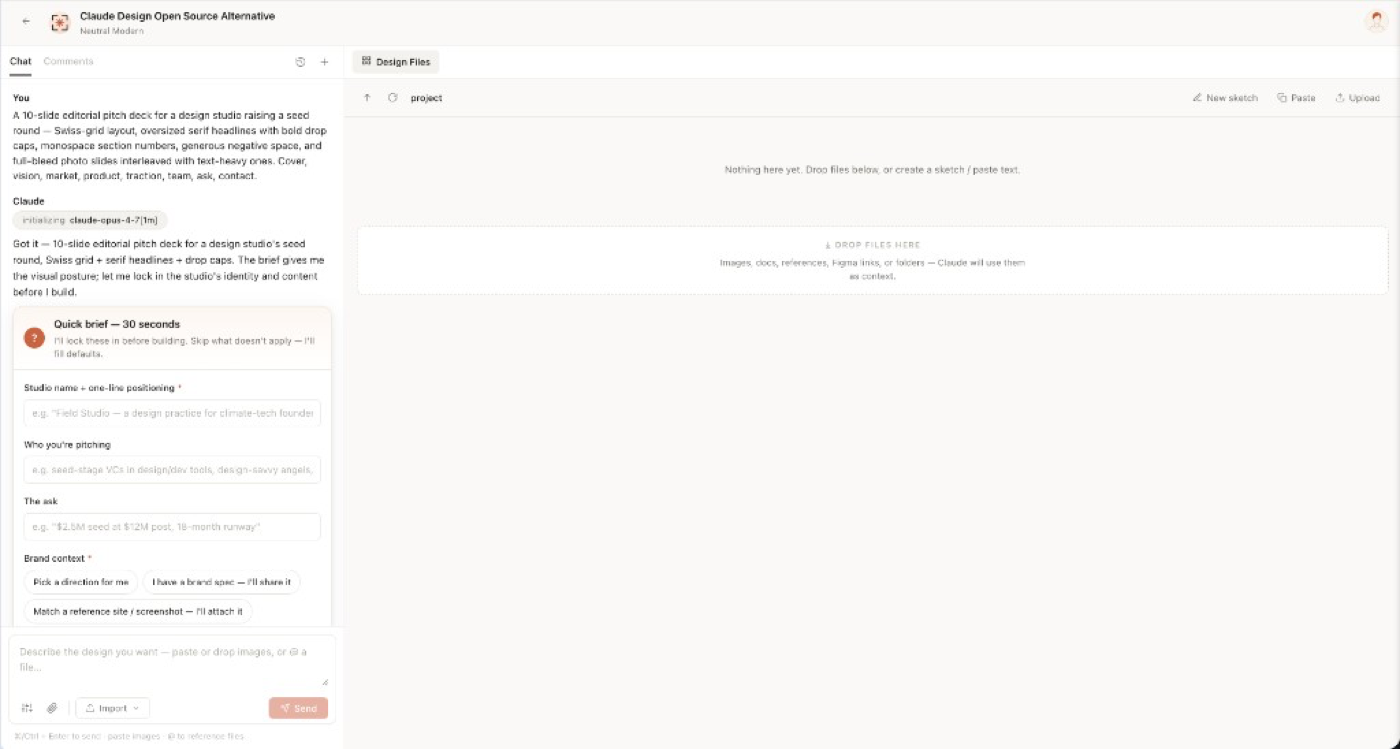 Claude Design Open Source Alternative
Neutral Modern
Chat Comments
Design Files
project
New sketch Paste Upload
You
A 10-slide editorial pitch deck for a design studio raising a seed
round — Swiss-grid layout, oversized serif headlines with bold drop
caps, monospace section numbers, generous negative space, and
full-bleed photo slides interleaved with text-heavy ones. Cover,
vision, market, product, traction, team, ask, contact.
Claude
initializing claude-opus-4-7[1m]
Got it — 10-slide editorial pitch deck for a design studio's seed
round, Swiss grid + serif headlines + drop caps. The brief gives me
the visual posture; let me lock in the studio's identity and content
before I build.
? Quick brief — 30 seconds
I'll lock these in before building. Skip what doesn't apply — I'll
fill defaults.
Studio name + one-line positioning *
e.g. "Field Studio — a design practice for climate-tech founder
Who you're pitching
e.g. seed-stage VCs in design/dev tools, design-savvy angels,
The ask
e.g. "$2.5M seed at $12M post, 18-month runway"
Brand context *
Pick a direction for me I have a brand spec — I'll share it
Match a reference site / screenshot — I'll attach it
Describe the design you want — paste or drop images, or @ a
file...
Import Send
⌘/Ctrl + Enter to send · paste images · @ to reference files
Nothing here yet. Drop files below, or create a sketch / paste text.
DROP FILES HERE
Images, docs, references, Figma links, or folders — Claude will use them
as context.